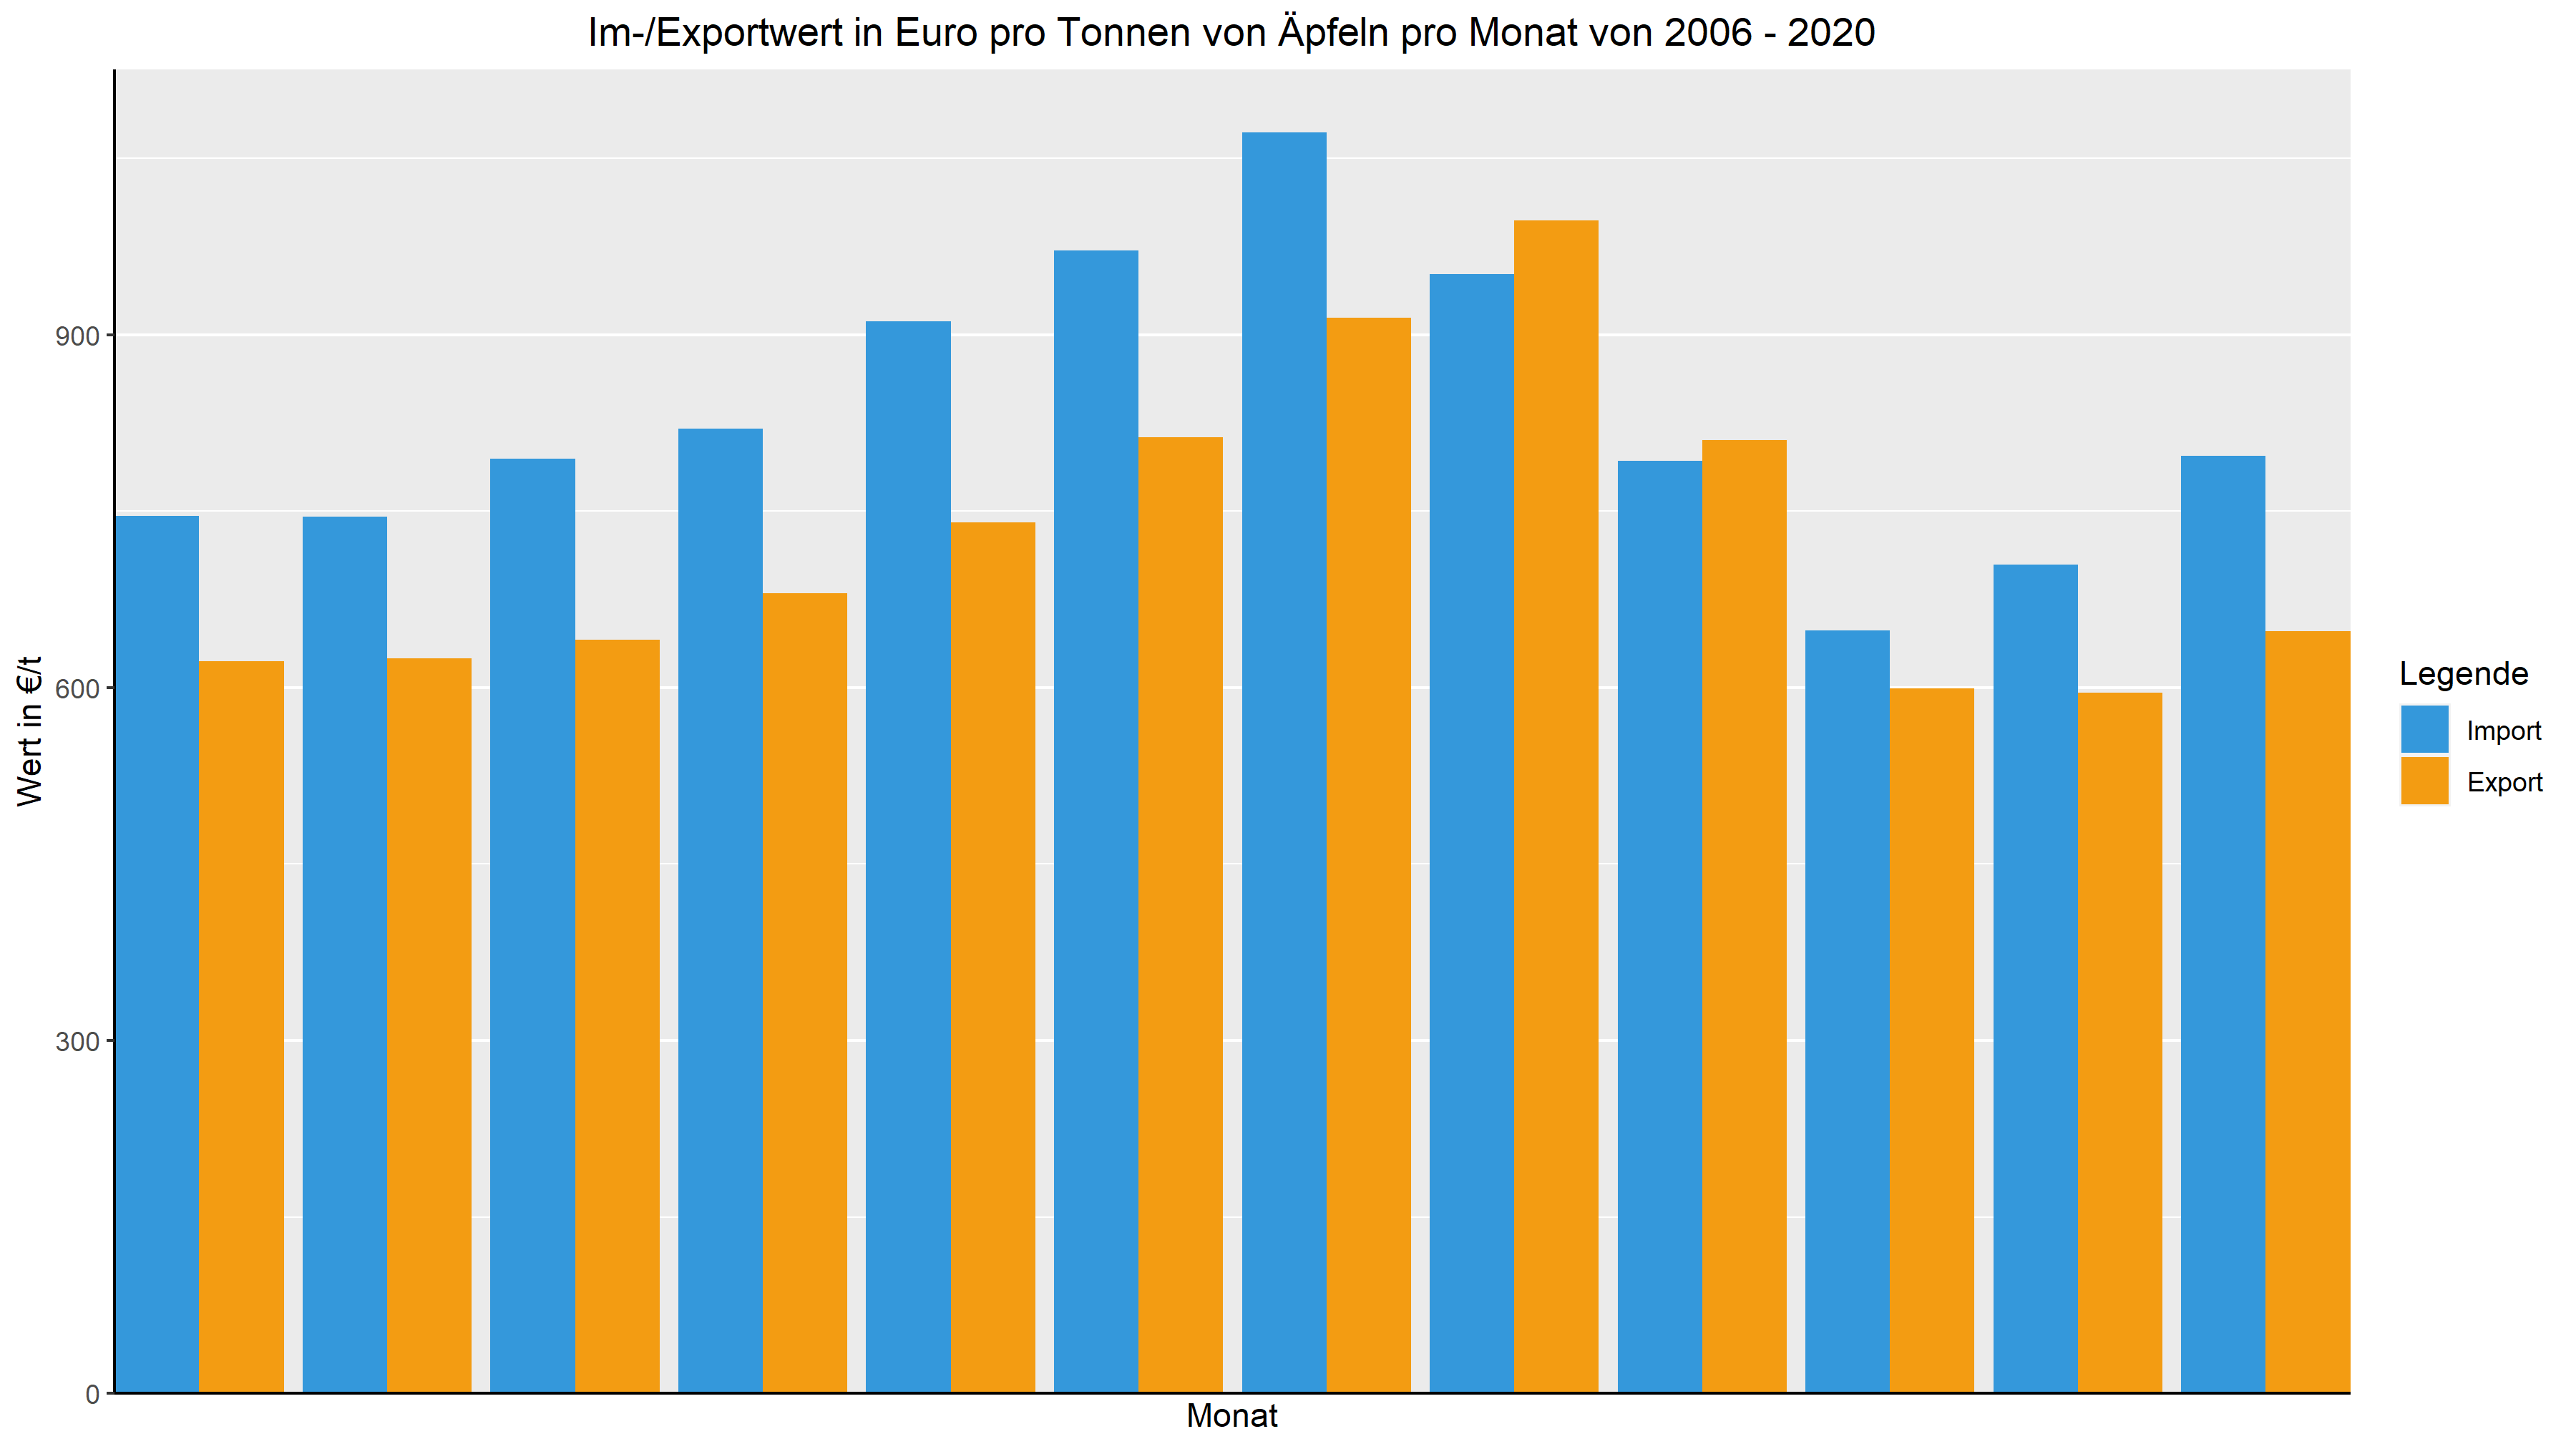 Im-/Exportwert in Euro pro Tonnen von Äpfeln pro Monat von 2006 - 2020
Wert in €/t
900
600
300
0
Monat
Legende
Import
Export